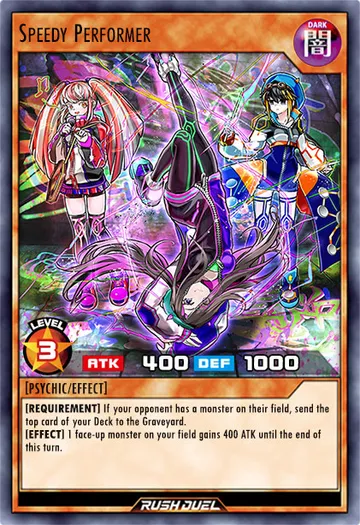 SPEEDY PERFORMER
DARK
闇
LEVEL
3
ATK 400 DEF 1000
[PSYCHIC/EFFECT]
[REQUIREMENT] If your opponent has a monster on their field, send the
top card of your Deck to the Graveyard.
[EFFECT] 1 face-up monster on your field gains 400 ATK until the end of
this turn.
RUSH DUEL